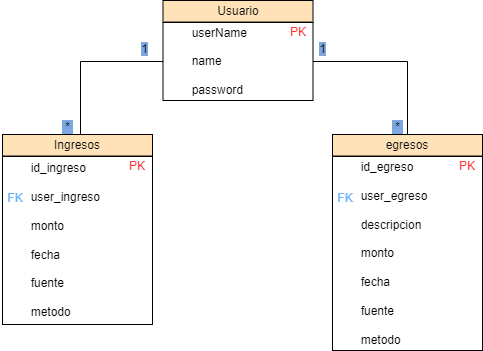 Usuario
userName PK
name
password
1
1
*
*
Ingresos
id_ingreso PK
FK user_ingreso
monto
fecha
fuente
metodo
egresos
id_egreso PK
FK user_egreso
descripcion
monto
fecha
fuente
metodo